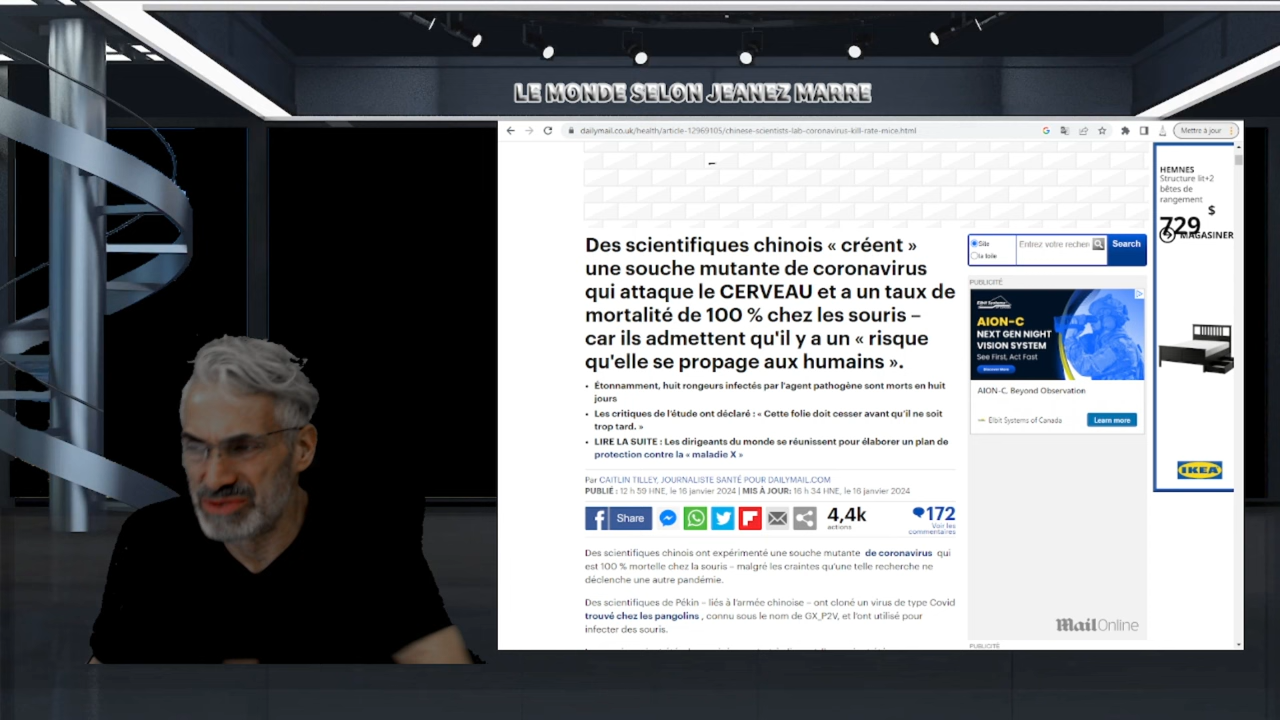 LE MONDE SELON JEANEZ MARRE
dailymail.co.uk/health/article-12969105/chinese-scientists-lab-coronavirus-kill-rate-mice.html
Mettre à jour
HEMNES
Structure lit+2
bêtes de
rangement
$
729
MAGASINER
IKEA
Des scientifiques chinois « créent »
une souche mutante de coronavirus
qui attaque le CERVEAU et a un taux de
mortalité de 100 % chez les souris –
car ils admettent qu'il y a un « risque
qu'elle se propage aux humains ».
• Étonnamment, huit rongeurs infectés par l'agent pathogène sont morts en huit
jours
• Les critiques de l'étude ont déclaré : « Cette folie doit cesser avant qu'il ne soit
trop tard. »
• LIRE LA SUITE : Les dirigeants du monde se réunissent pour élaborer un plan de
protection contre la « maladie X »
Par CAITLIN TILLEY, JOURNALISTE SANTÉ POUR DAILYMAIL.COM
PUBLIÉ : 12 h 59 HNE, le 16 janvier 2024 | MIS À JOUR: 16 h 34 HNE, le 16 janvier 2024
Share
4,4k
actions
172
Voir les
commentaires
Des scientifiques chinois ont expérimenté une souche mutante de coronavirus qui
est 100 % mortelle chez la souris – malgré les craintes qu'une telle recherche ne
déclenche une autre pandémie.
Des scientifiques de Pékin – liés à l'armée chinoise – ont cloné un virus de type Covid
trouvé chez les pangolins , connu sous le nom de GX_P2V, et l'ont utilisé pour
infecter des souris.
Site
la toile
Entrez votre recher
Search
PUBLICITÉ
Elbit Systems
AION-C
NEXT GEN NIGHT
VISION SYSTEM
See First, Act Fast
Discover More
AION-C, Beyond Observation
Elbit Systems of Canada
Learn more
MailOnline
PUBLICITÉ